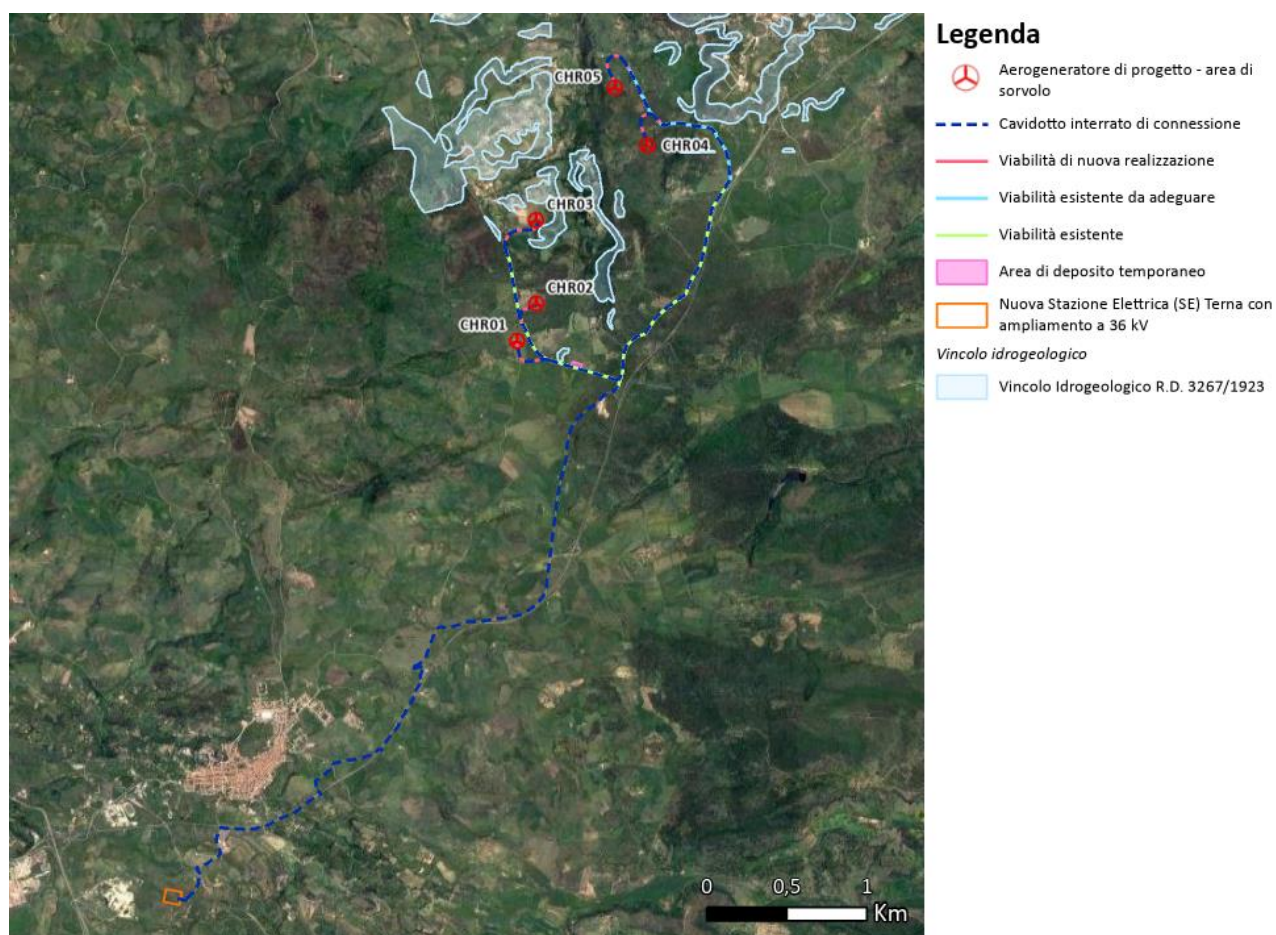 CHR05
CHR04
CHR03
CHR02
CHR01
0 0,5 1
Km
Legenda
Aerogeneratore di progetto - area di
sorvolo
Cavidotto interrato di connessione
Viabilità di nuova realizzazione
Viabilità esistente da adeguare
Viabilità esistente
Area di deposito temporaneo
Nuova Stazione Elettrica (SE) Terna con
ampliamento a 36 kV
Vincolo idrogeologico
Vincolo Idrogeologico R.D. 3267/1923